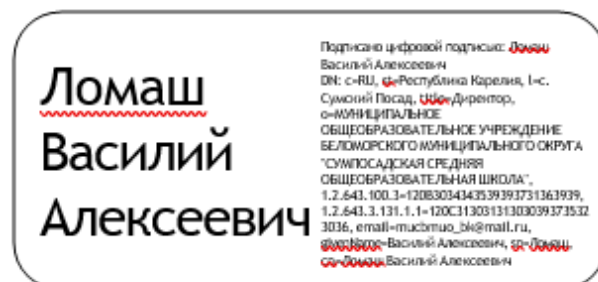 Ломаш
Василий
Алексеевич
Подписано цифровой подписью: Ломаш
Василий Алексеевич
DN: c=RU, st=Республика Карелия, l=с.
Сумский Посад, title=Директор,
o=МУНИЦИПАЛЬНОЕ
ОБЩЕОБРАЗОВАТЕЛЬНОЕ УЧРЕЖДЕНИЕ
БЕЛОМОРСКОГО МУНИЦИПАЛЬНОГО ОКРУГА
"СУМПОСАДСКАЯ СРЕДНЯЯ
ОБЩЕОБРАЗОВАТЕЛЬНАЯ ШКОЛА",
1.2.643.100.3=120B3034343539393731363939,
1.2.643.3.131.1.1=120C31303131303039373532
3036, email=mucbmuo_bk@mail.ru,
givenName=Василий Алексеевич, sn=Ломаш,
cn=Ломаш Василий Алексеевич